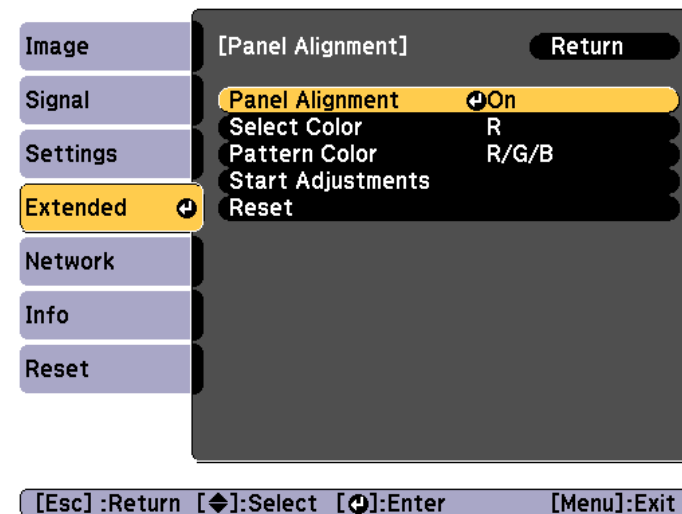 Image
Signal
Settings
Extended
Network
Info
Reset
[Panel Alignment] Return
Panel Alignment On
Select Color R
Pattern Color R/G/B
Start Adjustments
Reset
[Esc] :Return [◆]:Select [⏎]:Enter [Menu]:Exit